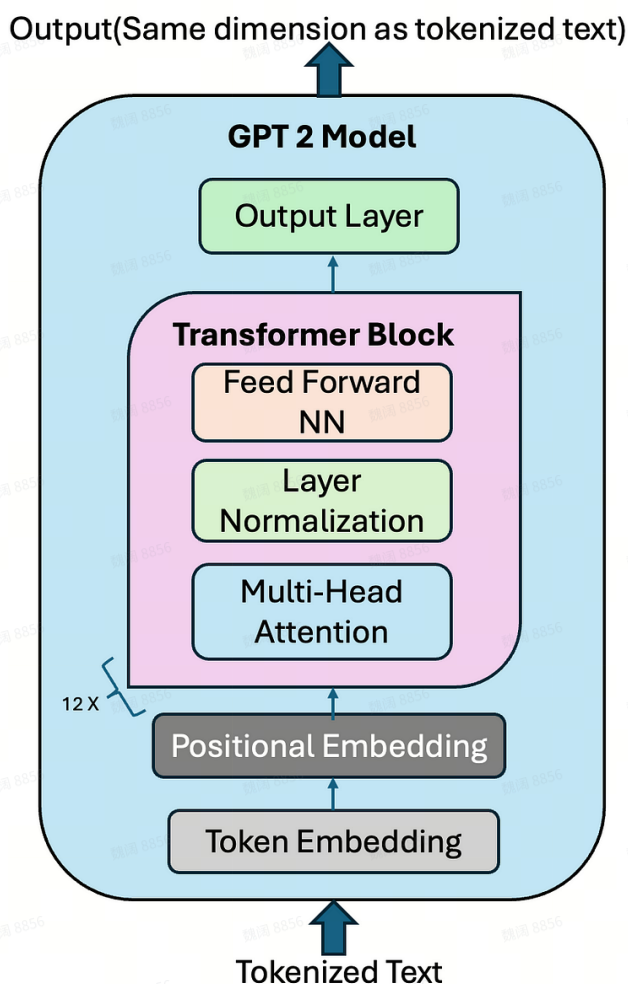 Output(Same dimension as tokenized text)
GPT 2 Model
Output Layer
Transformer Block
Feed Forward
NN
Layer
Normalization
Multi-Head
Attention
12 X
Positional Embedding
Token Embedding
Tokenized Text